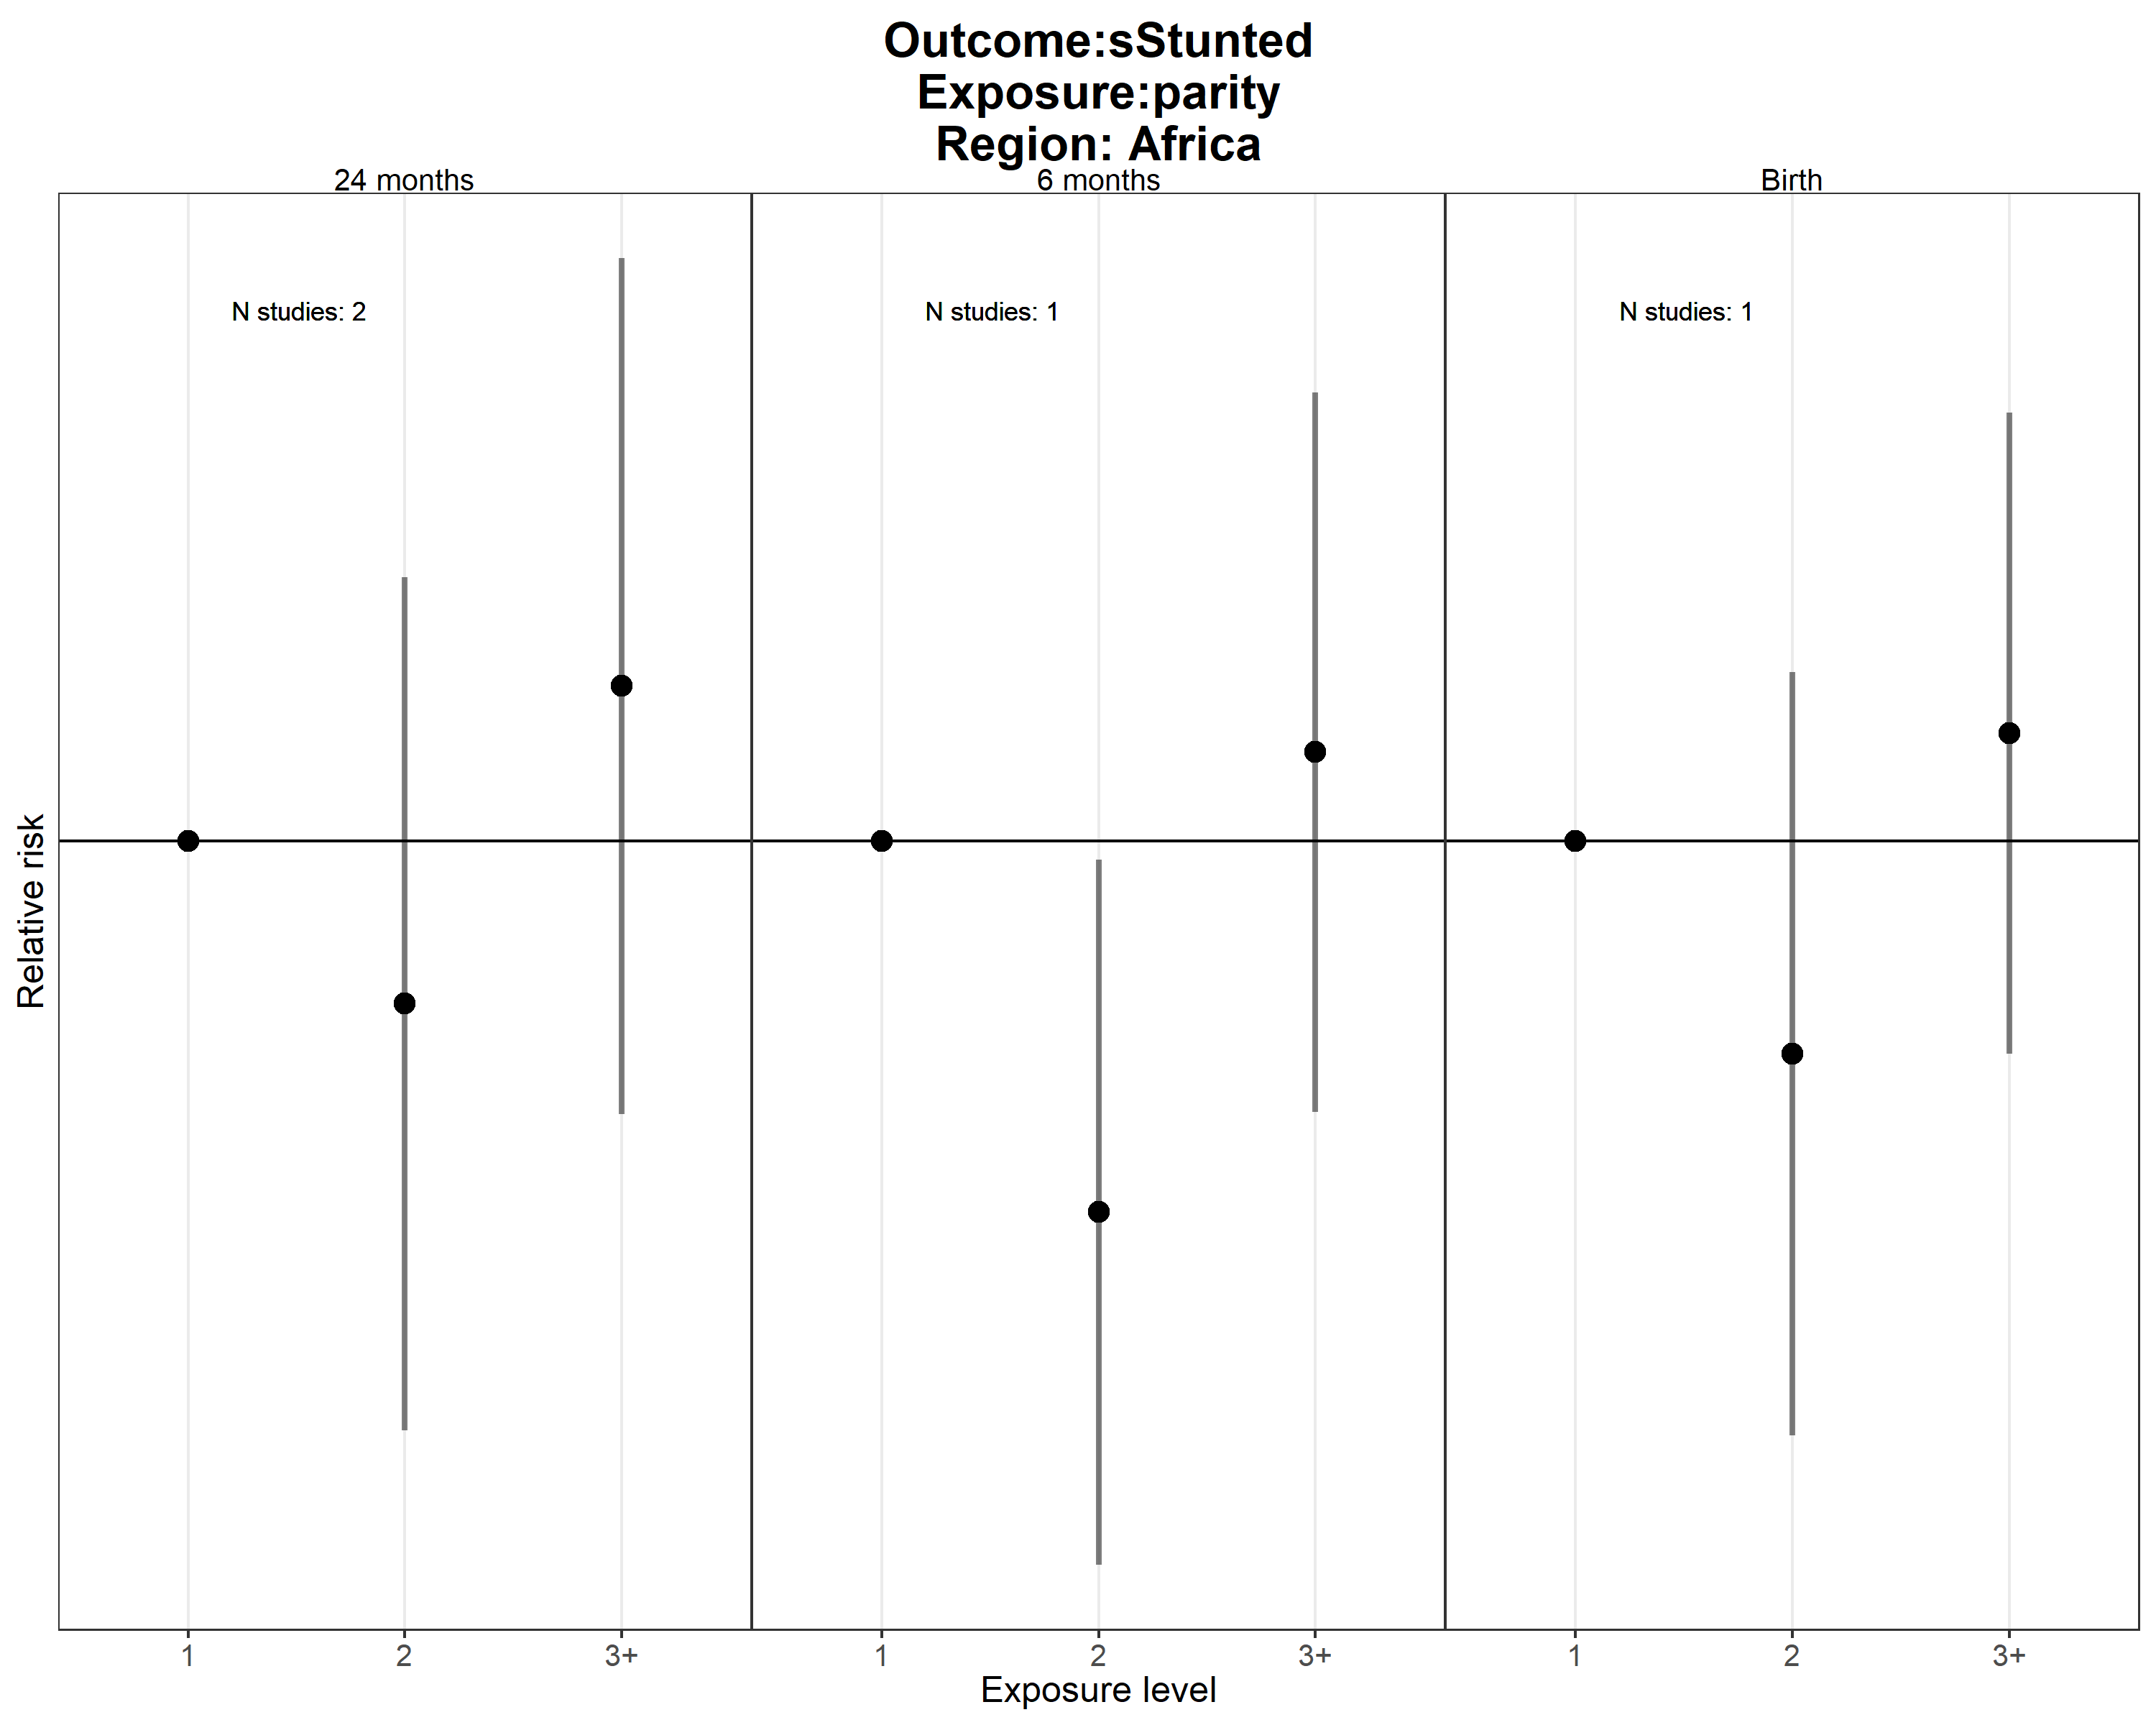 Outcome:sStunted
Exposure:parity
Region: Africa
24 months
6 months
Birth
N studies: 2
N studies: 1
N studies: 1
Relative risk
1
2
3+
1
2
3+
1
2
3+
Exposure level